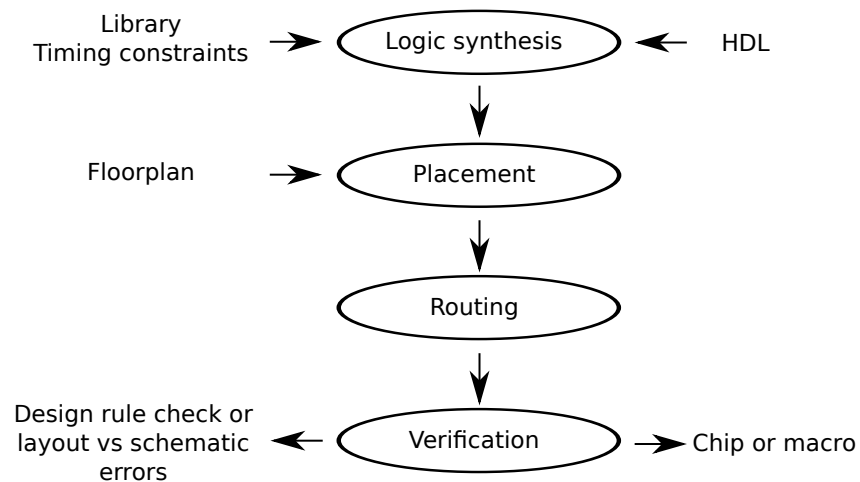 Library
Timing constraints
Logic synthesis
HDL
Floorplan
Placement
Routing
Design rule check or
layout vs schematic
errors
Verification
Chip or macro